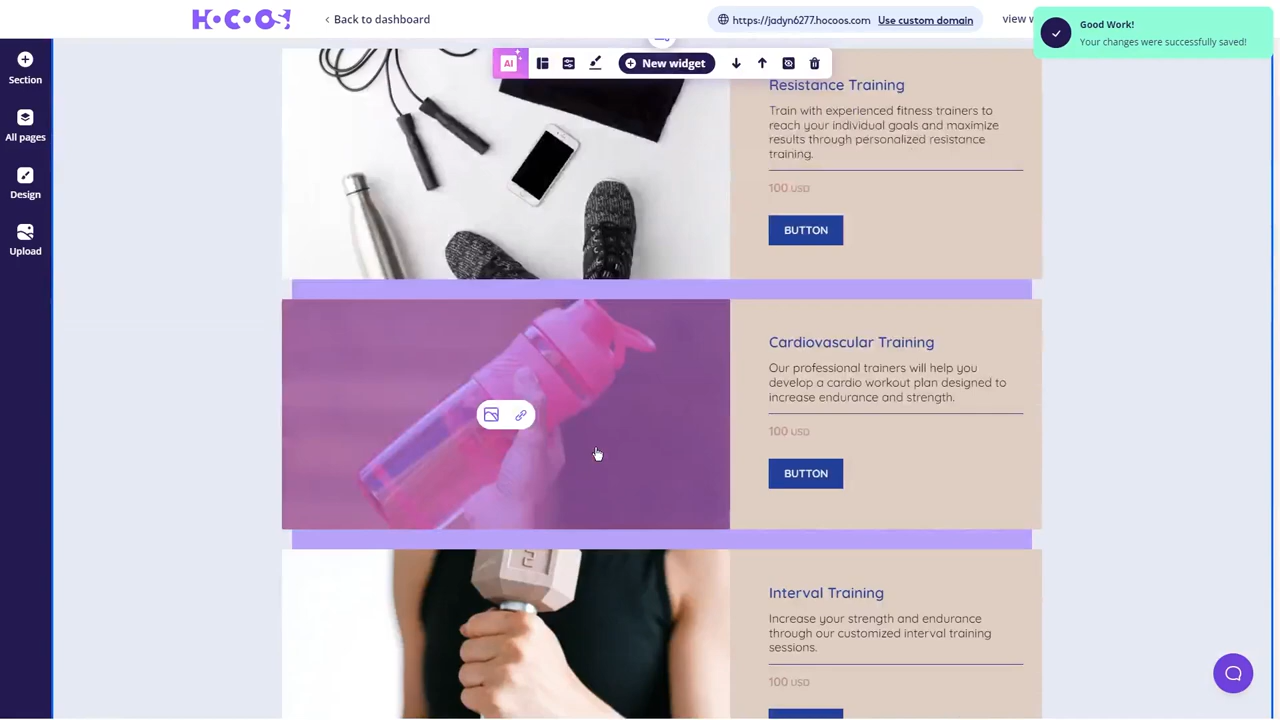 HOCOOS
Back to dashboard
https://jadyn6277.hocoos.com Use custom domain
view
Good Work!
Your changes were successfully saved!
Section
All pages
Design
Upload
AI
New widget
Resistance Training
Train with experienced fitness trainers to
reach your individual goals and maximize
results through personalized resistance
training.
100 USD
BUTTON
Cardiovascular Training
Our professional trainers will help you
develop a cardio workout plan designed to
increase endurance and strength.
100 USD
BUTTON
Interval Training
Increase your strength and endurance
through our customized interval training
sessions.
100 USD